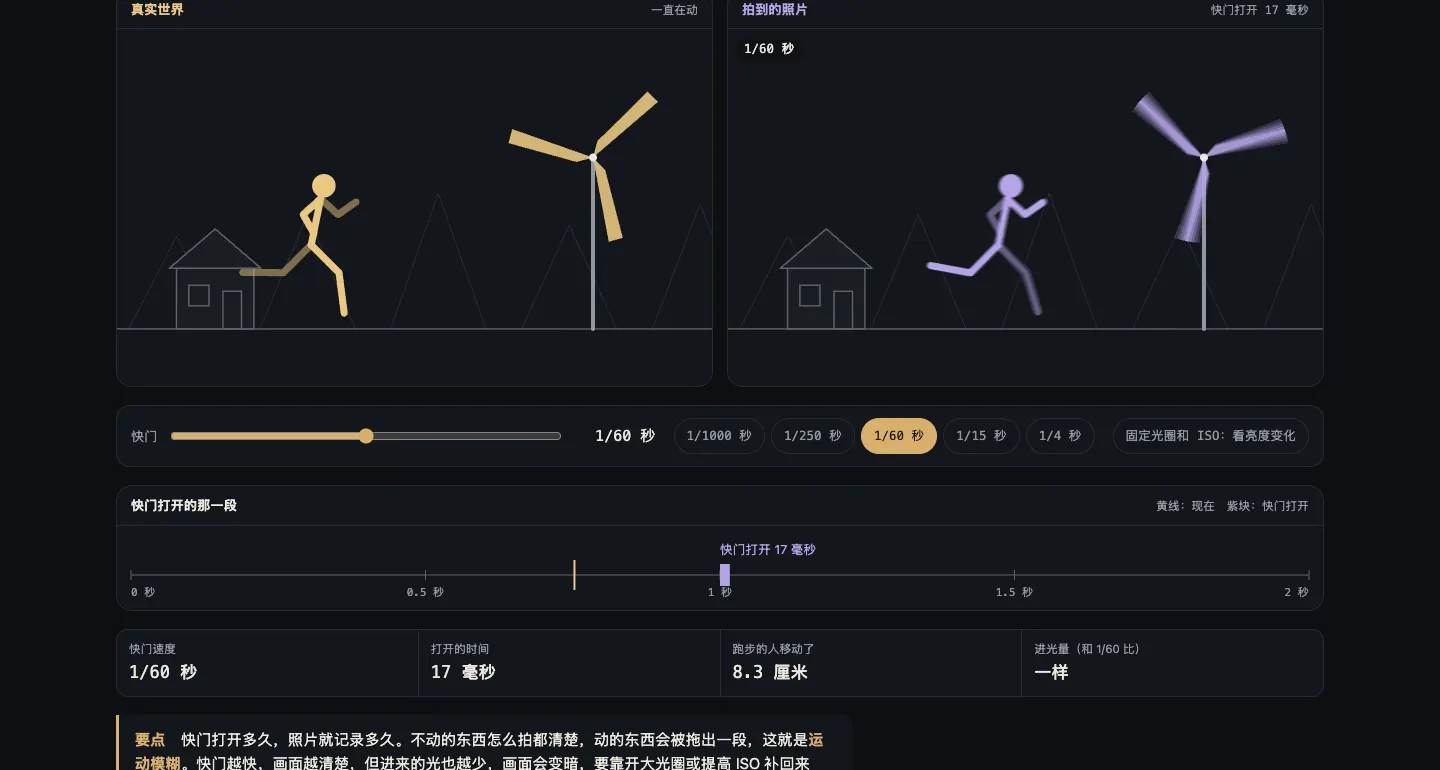 真实世界
一直在动
拍到的照片
快门打开 17 毫秒
1/60 秒
快门
1/60 秒
1/1000 秒
1/250 秒
1/60 秒
1/15 秒
1/4 秒
固定光圈和 ISO: 看亮度变化
快门打开的那一段
黄线: 现在 紫块: 快门打开
快门打开 17 毫秒
0 秒
0.5 秒
1 秒
1.5 秒
2 秒
快门速度
1/60 秒
打开的时间
17 毫秒
跑步的人移动了
8.3 厘米
进光量（和 1/60 比）
一样
要点 快门打开多久，照片就记录多久。不动的东西怎么拍都清楚，动的东西会被拖出一段，这就是运
动模糊。快门越快，画面越清楚，但进来的光也越少，画面会变暗，要靠开大光圈或提高 ISO 补回来